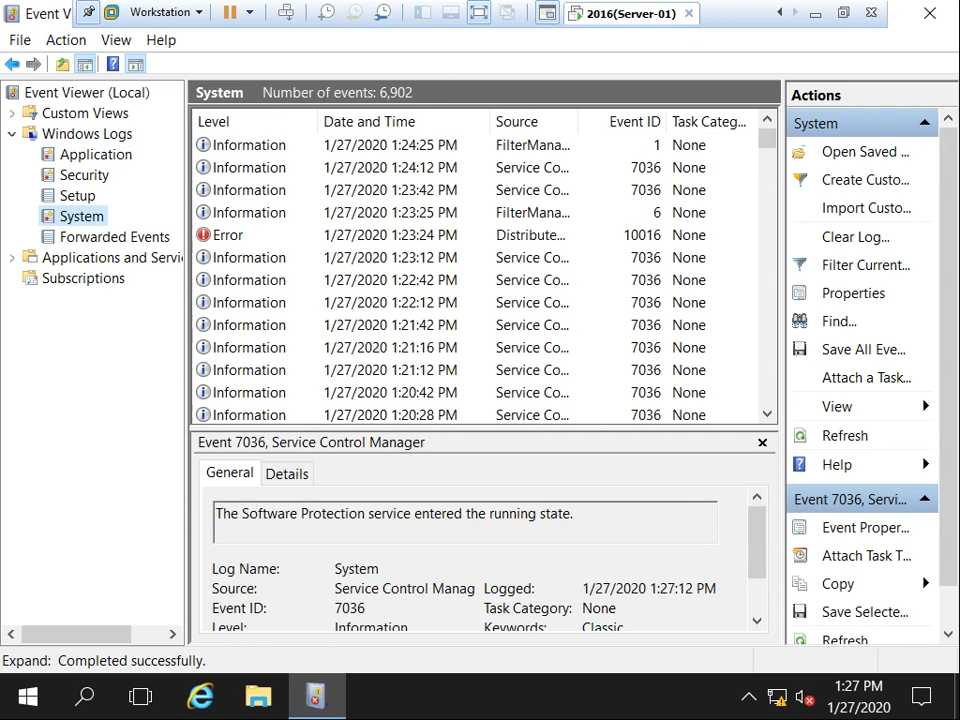 Event V
Workstation
2016(Server-01)
File Action View Help
Event Viewer (Local)
Custom Views
Windows Logs
Application
Security
Setup
System
Forwarded Events
Applications and Servi
Subscriptions
System Number of events: 6,902
Level Date and Time Source Event ID Task Categ...
Information 1/27/2020 1:24:25 PM FilterMana... 1 None
Information 1/27/2020 1:24:12 PM Service Co... 7036 None
Information 1/27/2020 1:23:42 PM Service Co... 7036 None
Information 1/27/2020 1:23:25 PM FilterMana... 6 None
Error 1/27/2020 1:23:24 PM Distribute... 10016 None
Information 1/27/2020 1:23:12 PM Service Co... 7036 None
Information 1/27/2020 1:22:42 PM Service Co... 7036 None
Information 1/27/2020 1:22:12 PM Service Co... 7036 None
Information 1/27/2020 1:21:42 PM Service Co... 7036 None
Information 1/27/2020 1:21:16 PM Service Co... 7036 None
Information 1/27/2020 1:21:12 PM Service Co... 7036 None
Information 1/27/2020 1:20:42 PM Service Co... 7036 None
Information 1/27/2020 1:20:28 PM Service Co... 7036 None
Event 7036, Service Control Manager
General Details
The Software Protection service entered the running state.
Log Name: System
Source: Service Control Manag Logged: 1/27/2020 1:27:12 PM
Event ID: 7036 Task Category: None
Level: Information Keywords: Classic
Actions
System
Open Saved ...
Create Custo...
Import Custo...
Clear Log...
Filter Current...
Properties
Find...
Save All Eve...
Attach a Task...
View
Refresh
Help
Event 7036, Servi...
Event Proper...
Attach Task T...
Copy
Save Selecte...
Refresh
Expand: Completed successfully.
1:27 PM
1/27/2020